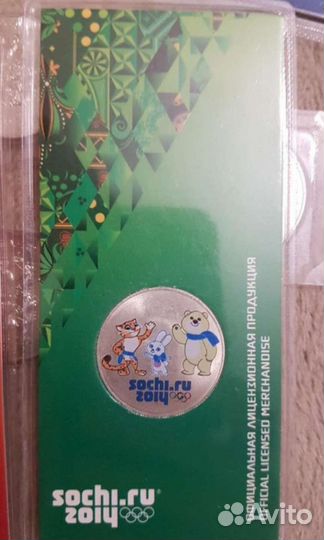 sochi.ru
2014
sochi.ru
2014
ОФИЦИАЛЬНАЯ ЛИЦЕНЗИОННАЯ ПРОДУКЦИЯ
OFFICIAL LICENSED MERCHANDISE
Avito